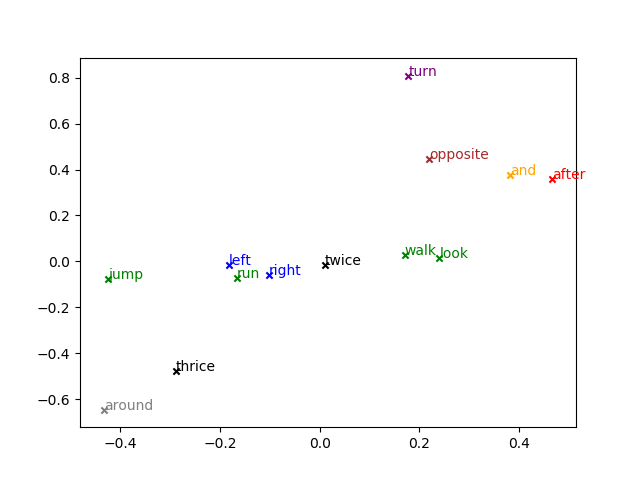 0.8
turn
0.6
opposite
0.4
and
after
0.2
walk
look
0.0
left
twice
right
run
jump
−0.2
−0.4
thrice
−0.6
around
−0.4
−0.2
0.0
0.2
0.4